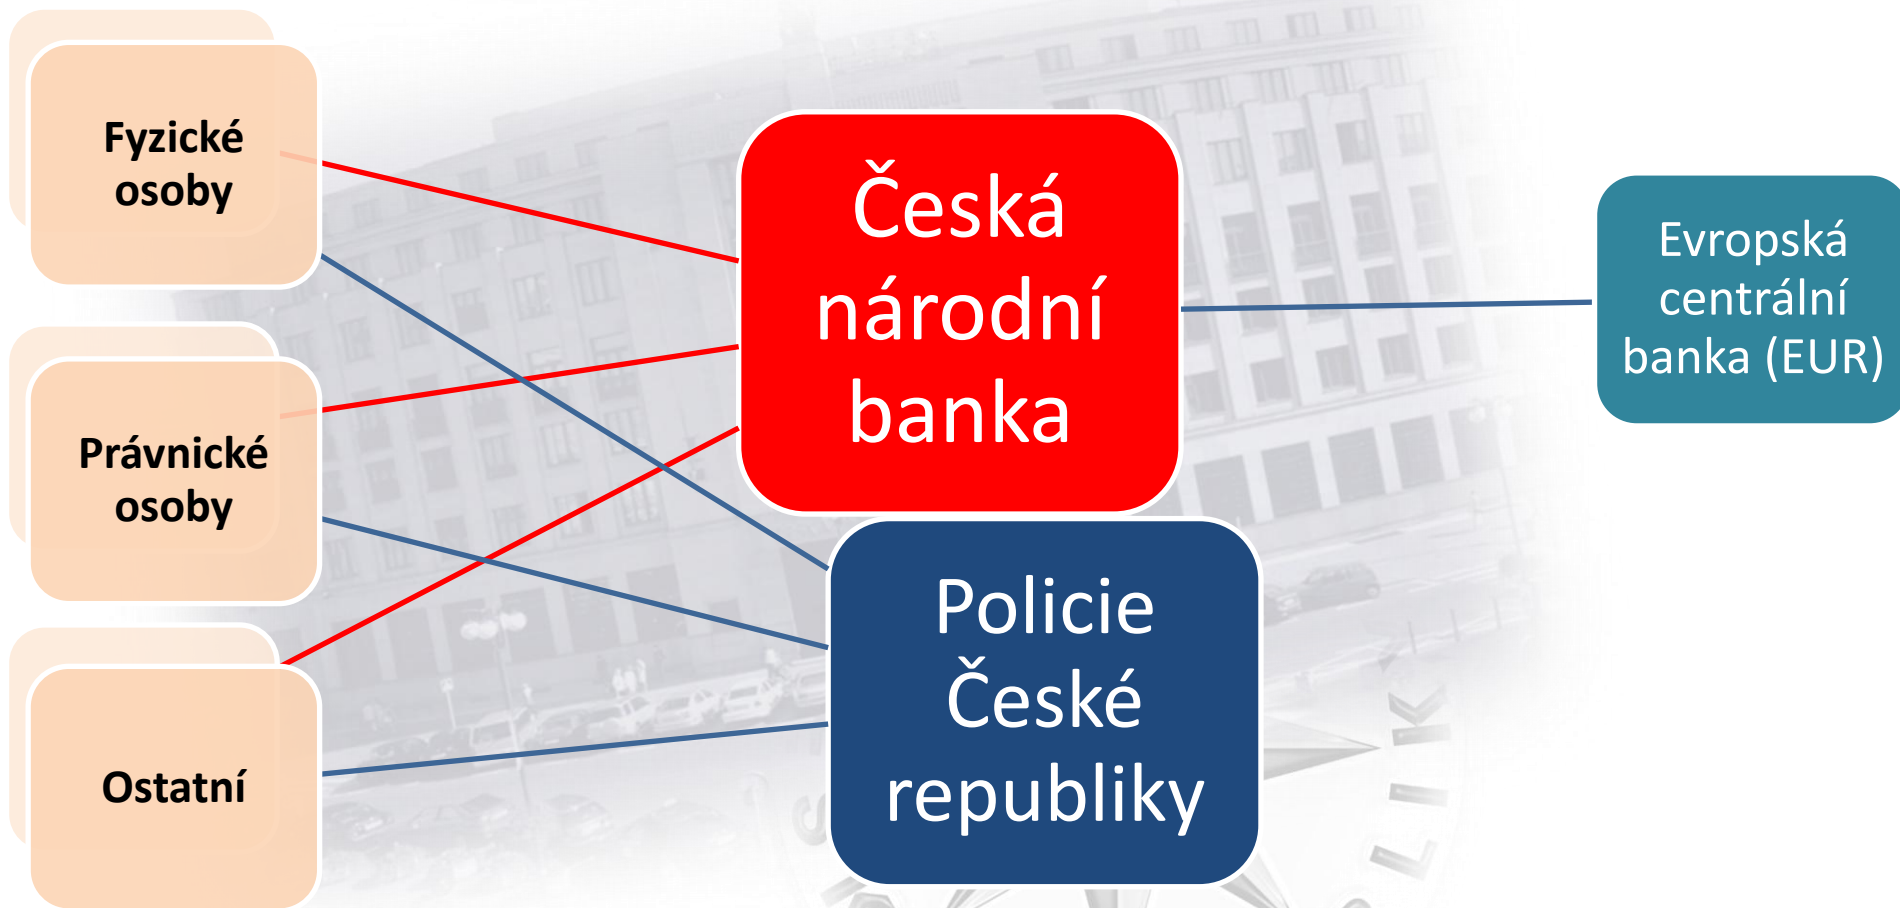 Fyzické
osoby
Právnické
osoby
Ostatní
Česká
národní
banka
Policie
České
republiky
Evropská
centrální
banka (EUR)